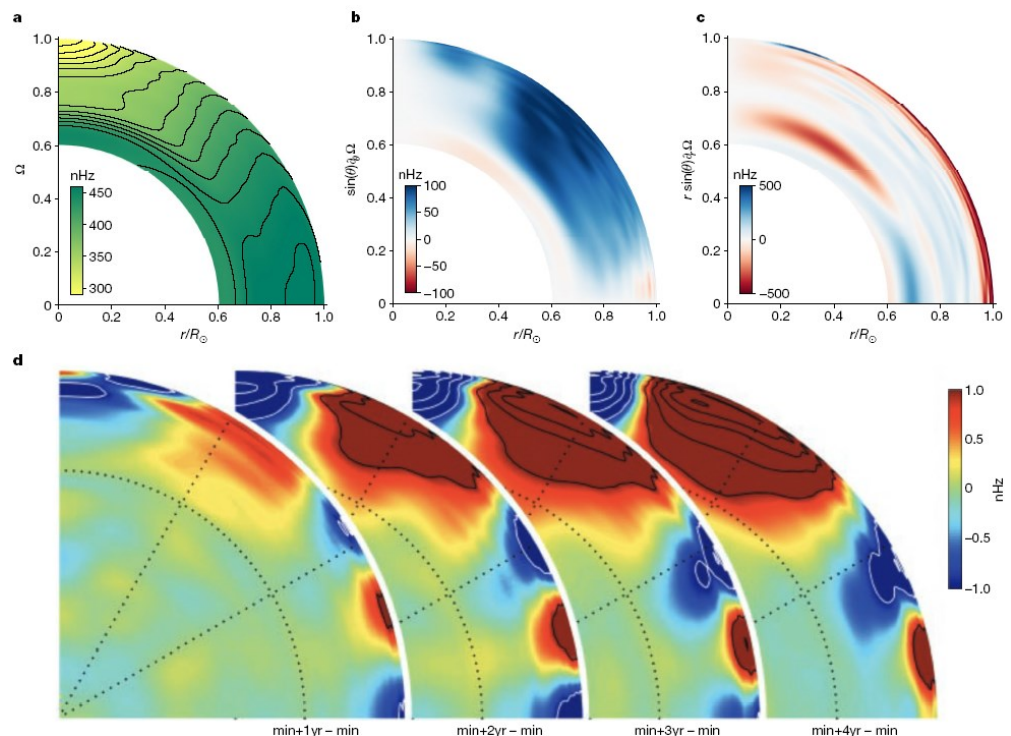 a
1.0
0.8
0.6
0.4
0.2
0
Ω
nHz
450
400
350
300
0 0.2 0.4 0.6 0.8 1.0
r/R☉
b
1.0
0.8
0.6
0.4
0.2
0
sin(θ)∂θΩ
nHz
100
50
0
−50
−100
0 0.2 0.4 0.6 0.8 1.0
r/R☉
c
1.0
0.8
0.6
0.4
0.2
0
r sin(θ)∂rΩ
nHz
500
0
−500
0 0.2 0.4 0.6 0.8 1.0
r/R☉
d
1.0
0.5
0
−0.5
−1.0
nHz
min+1yr – min
min+2yr – min
min+3yr – min
min+4yr – min